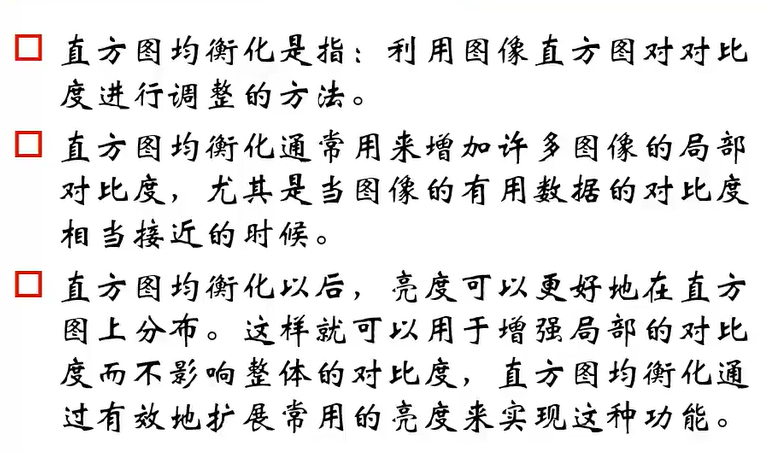 直方图均衡化是指：利用图像直方图对对比
度进行调整的方法。
直方图均衡化通常用来增加许多图像的局部
对比度，尤其是当图像的有用数据的对比度
相当接近的时候。
直方图均衡化以后，亮度可以更好地在直方
图上分布。这样就可以用于增强局部的对比
度而不影响整体的对比度，直方图均衡化通
过有效地扩展常用的亮度来实现这种功能。